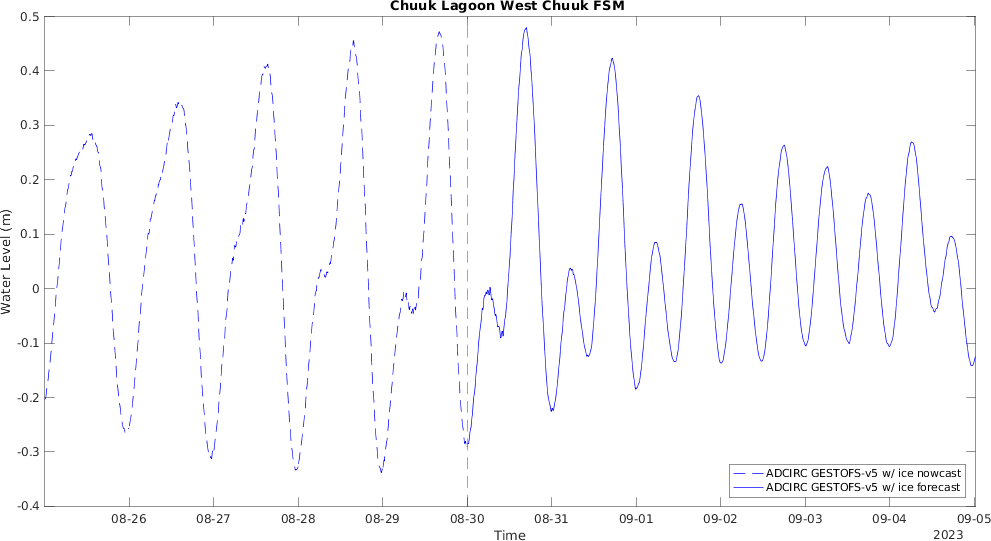 Chuuk Lagoon West Chuuk FSM
0.5
0.4
0.3
0.2
0.1
0
-0.1
-0.2
-0.3
-0.4
Water Level (m)
ADCIRC GESTOFS-v5 w/ ice nowcast
ADCIRC GESTOFS-v5 w/ ice forecast
08-26 08-27 08-28 08-29 08-30 08-31 09-01 09-02 09-03 09-04 09-05
Time
2023